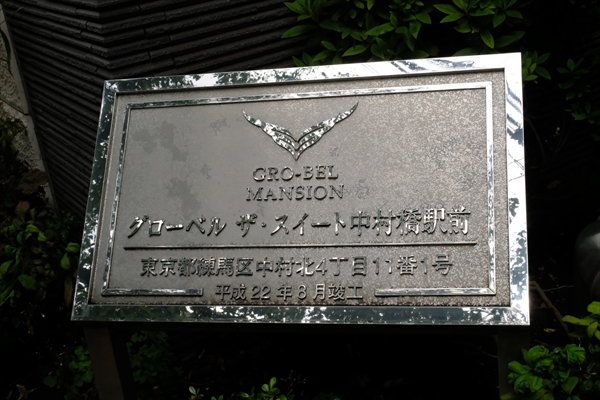 GRO-BEL
MANSION
グローベル ザ・スイート中村橋駅前
東京都練馬区中村北4丁目11番1号
平成22年3月竣工